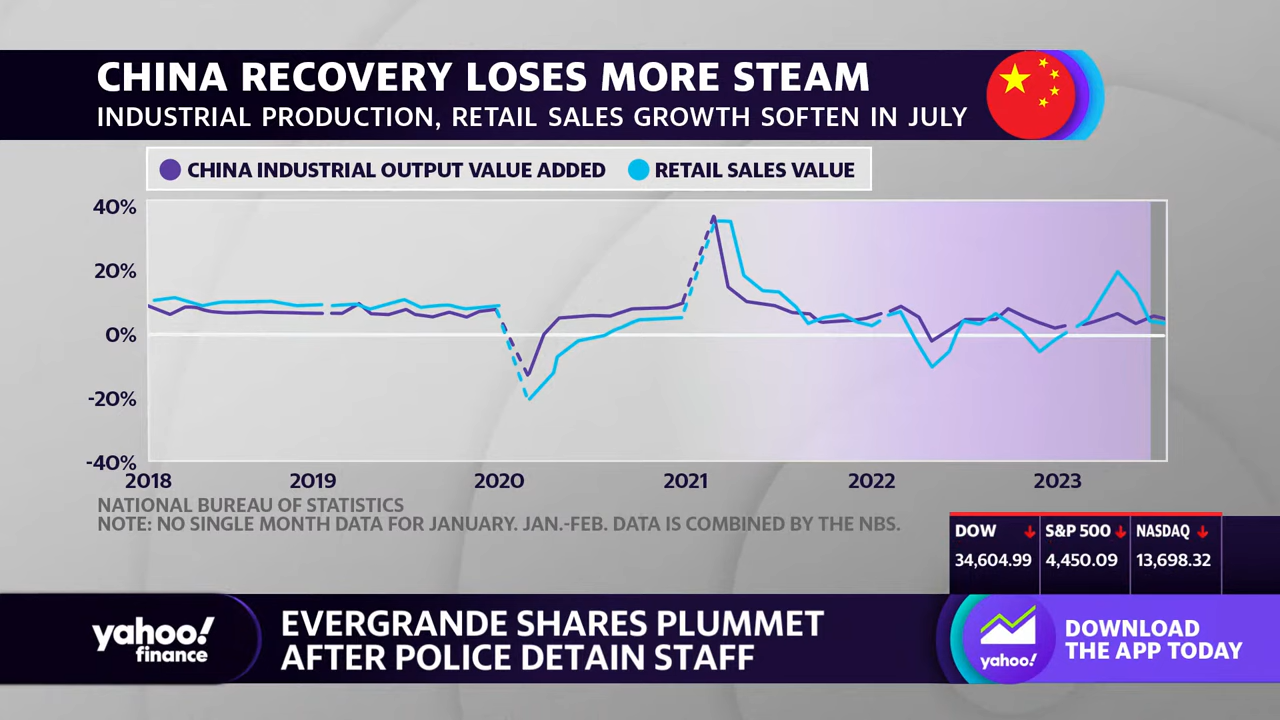 CHINA RECOVERY LOSES MORE STEAM
INDUSTRIAL PRODUCTION, RETAIL SALES GROWTH SOFTEN IN JULY
CHINA INDUSTRIAL OUTPUT VALUE ADDED
RETAIL SALES VALUE
40%
20%
0%
-20%
-40%
2018
2019
2020
2021
2022
2023
NATIONAL BUREAU OF STATISTICS
NOTE: NO SINGLE MONTH DATA FOR JANUARY. JAN.-FEB. DATA IS COMBINED BY THE NBS.
DOW
34,604.99
S&P 500
4,450.09
NASDAQ
13,698.32
yahoo!
finance
EVERGRANDE SHARES PLUMMET
AFTER POLICE DETAIN STAFF
yahoo!
DOWNLOAD
THE APP TODAY